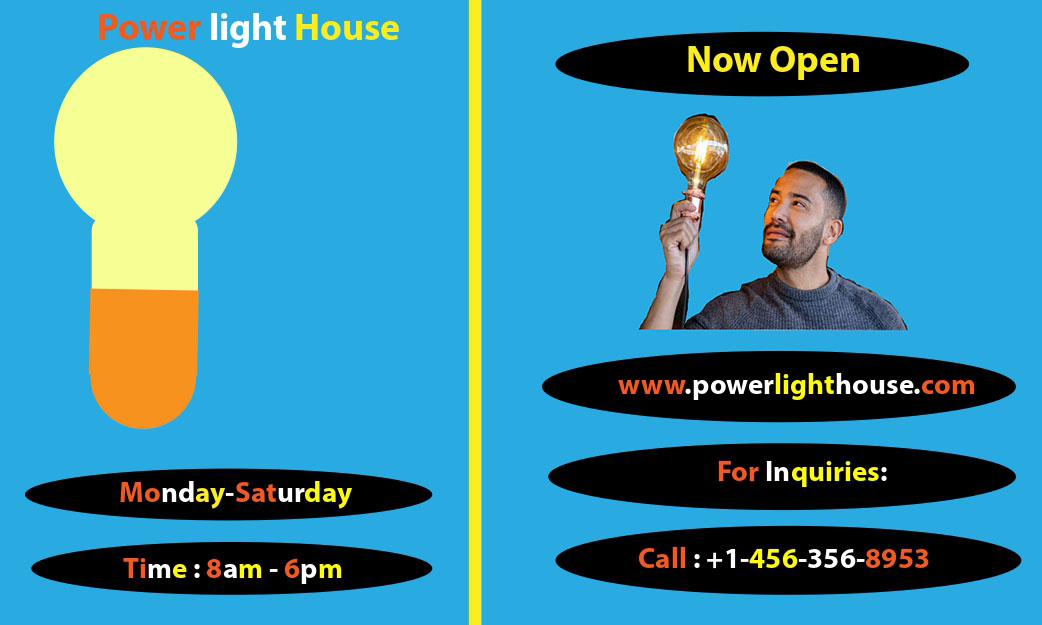 Power light House
Monday-Saturday
Time : 8am - 6pm
Now Open
www.powerlighthouse.com
For Inquiries:
Call : +1-456-356-8953